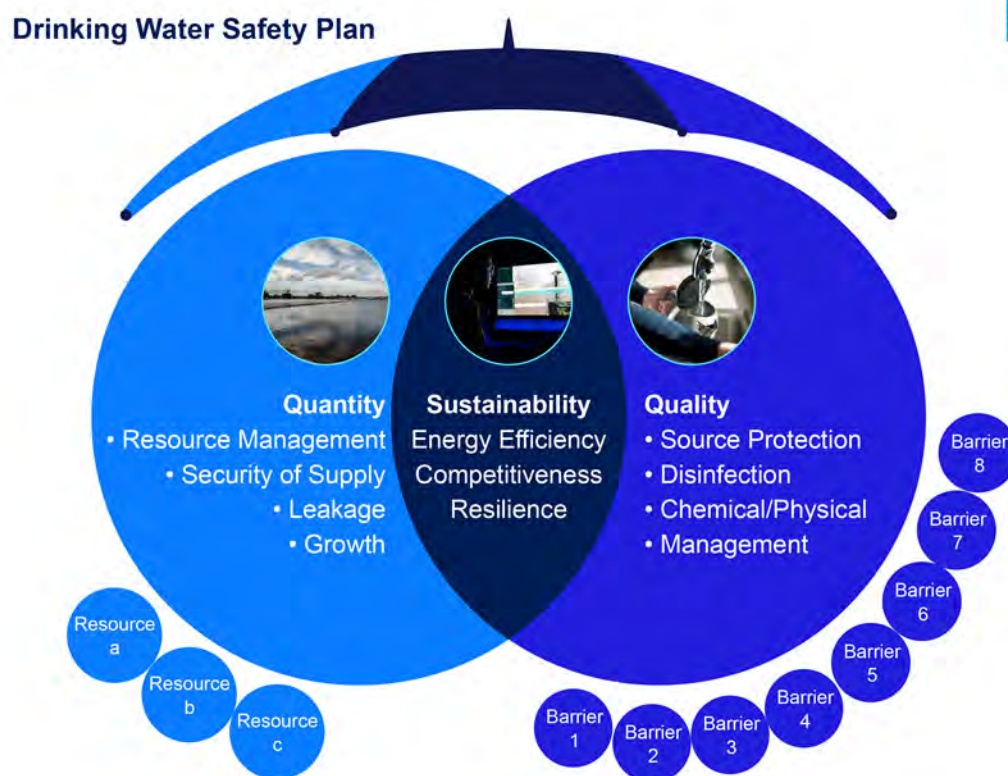 Drinking Water Safety Plan
Quantity
• Resource Management
• Security of Supply
• Leakage
• Growth
Sustainability
Energy Efficiency
Competitiveness
Resilience
Quality
• Source Protection
• Disinfection
• Chemical/Physical
• Management
Resource
a
Resource
b
Resource
c
Barrier
1
Barrier
2
Barrier
3
Barrier
4
Barrier
5
Barrier
6
Barrier
7
Barrier
8